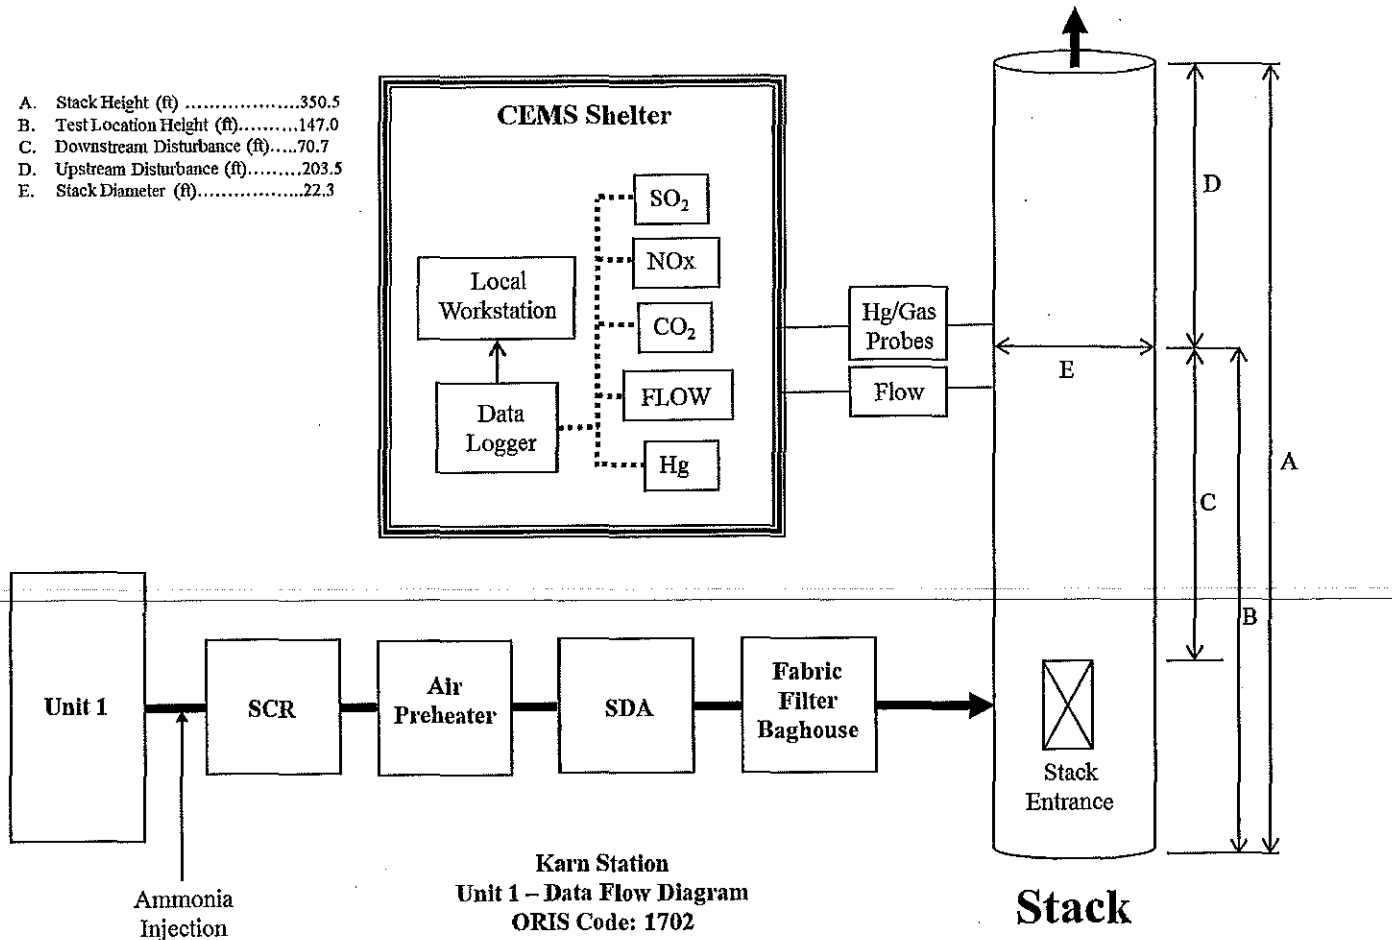 A. Stack Height (ft) ..................350.5
B. Test Location Height (ft)..........147.0
C. Downstream Disturbance (ft).....70.7
D. Upstream Disturbance (ft).........203.5
E. Stack Diameter (ft).................22.3
CEMS Shelter
SO₂
NOx
CO₂
FLOW
Hg
Local
Workstation
Data
Logger
Hg/Gas
Probes
Flow
D
E
A
C
B
Unit 1
SCR
Air
Preheater
SDA
Fabric
Filter
Baghouse
Stack
Entrance
Ammonia
Injection
Karn Station
Unit 1 – Data Flow Diagram
ORIS Code: 1702
Stack